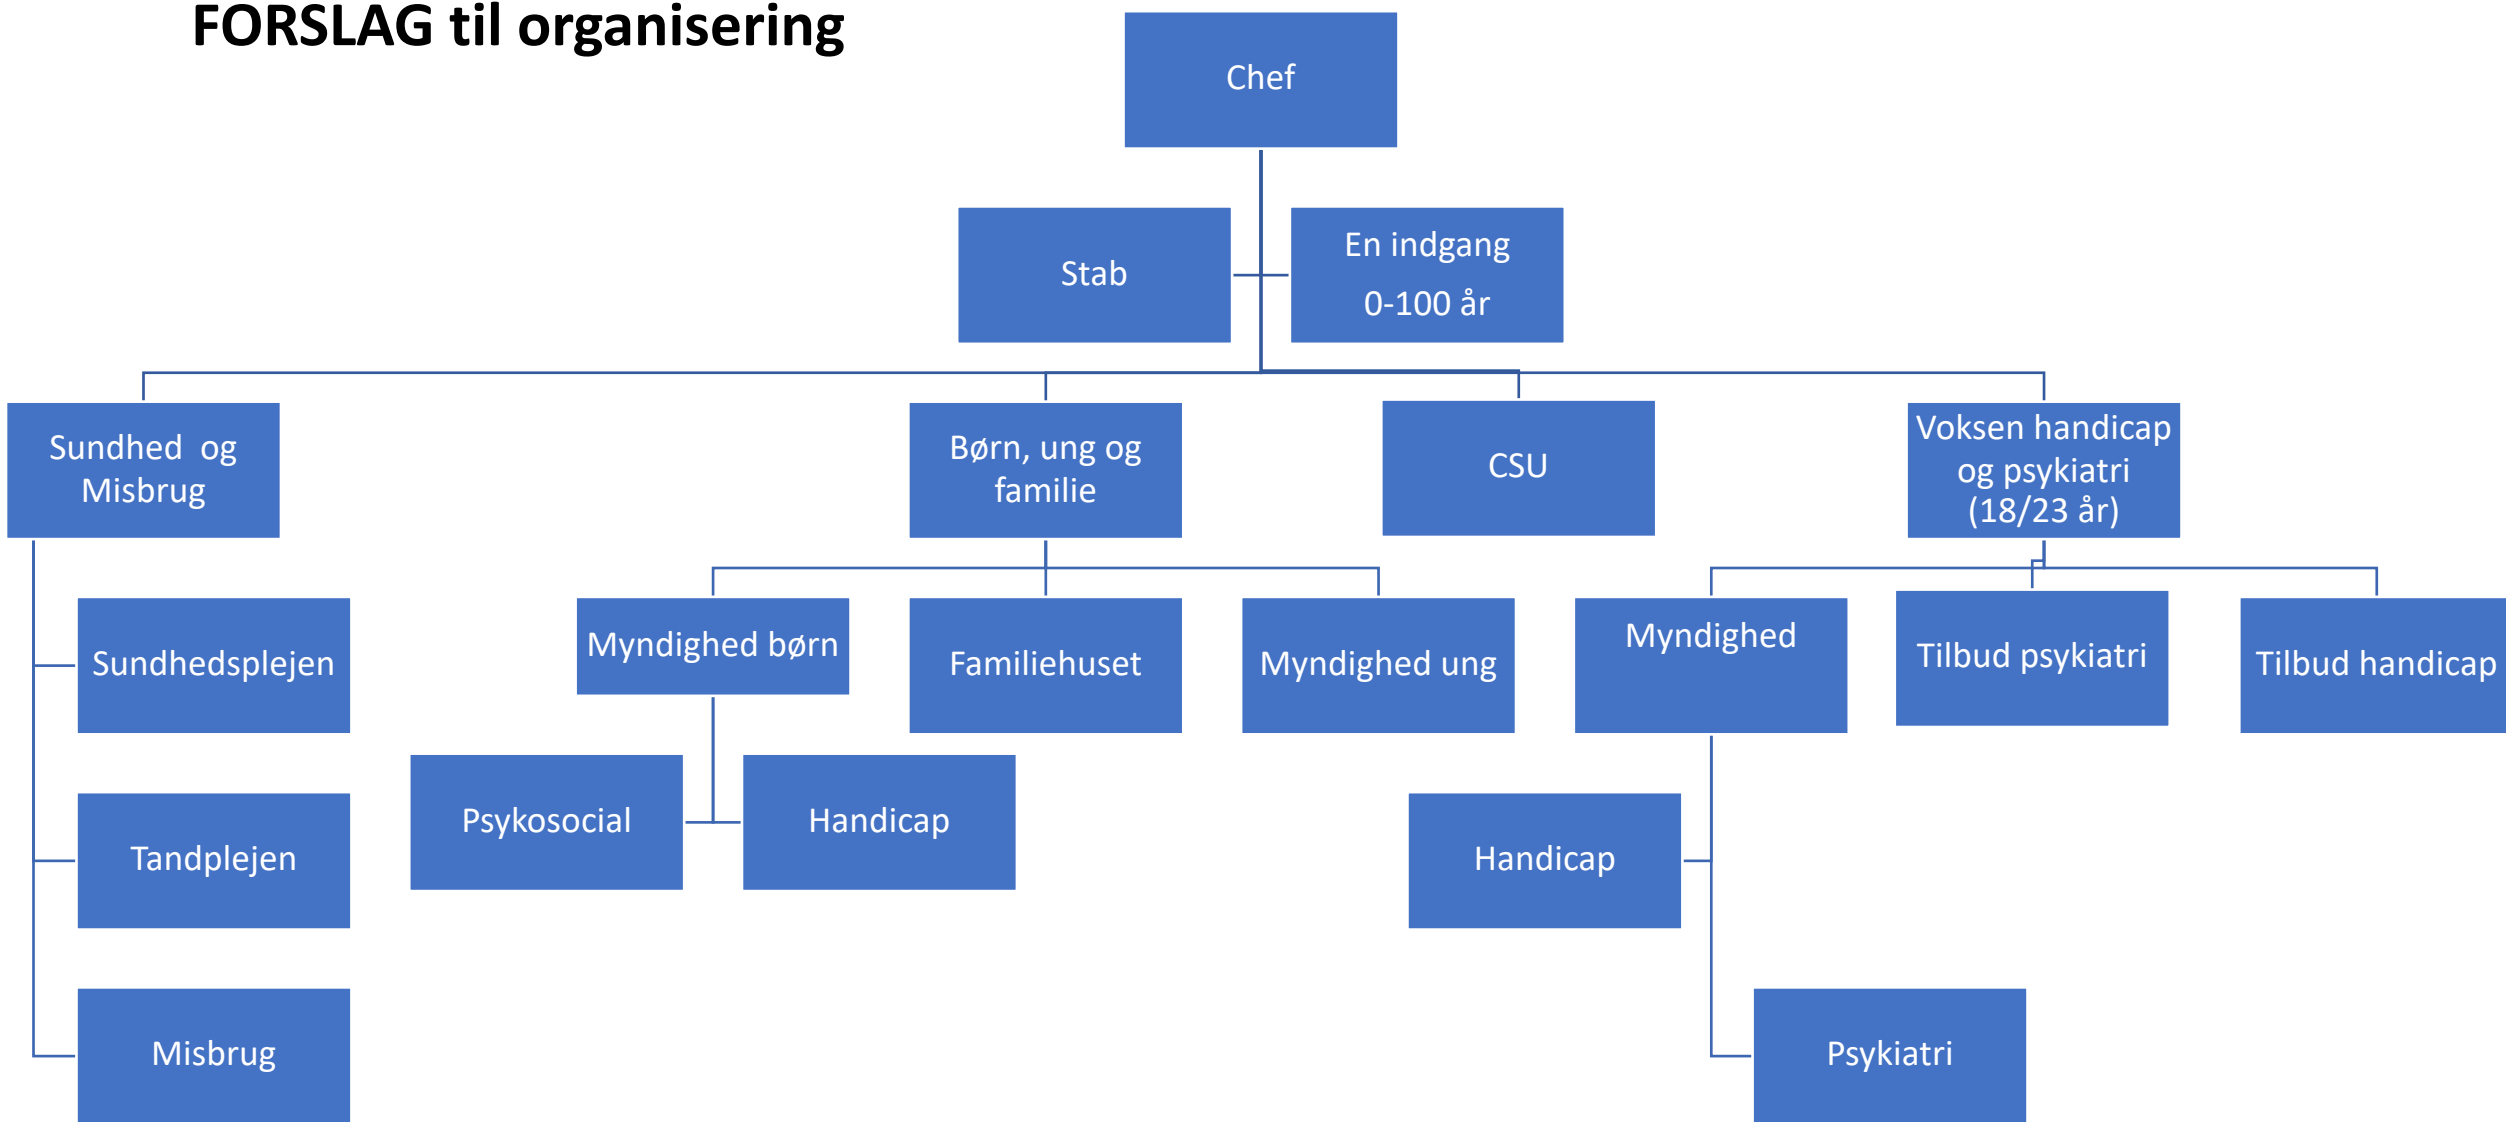 FORSLAG til organisering
Chef
Stab
En indgang
0-100 år
Sundhed og
Misbrug
Børn, ung og
familie
CSU
Voksen handicap
og psykiatri
(18/23 år)
Sundhedsplejen
Myndighed børn
Familiehuset
Myndighed ung
Myndighed
Tilbud psykiatri
Tilbud handicap
Tandplejen
Psykosocial
Handicap
Handicap
Misbrug
Psykiatri